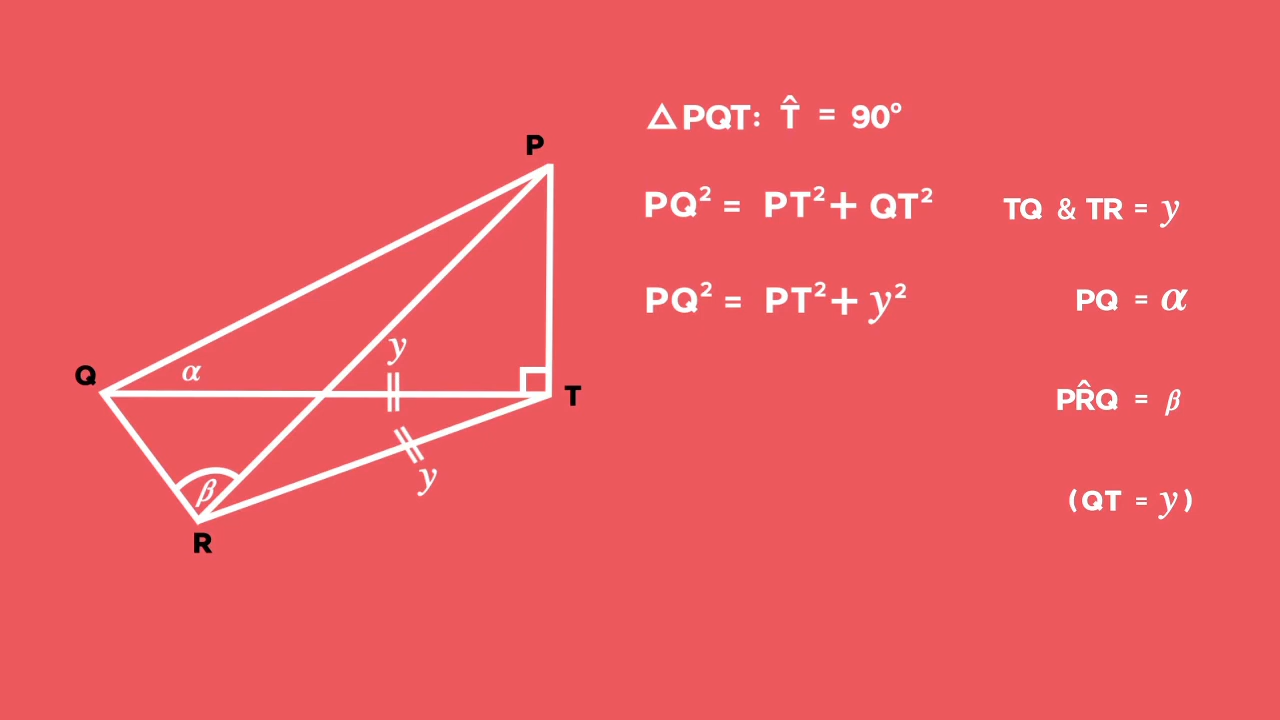 P
Q
α
y
T
β
y
R
△PQT: T̂ = 90°
PQ² = PT² + QT²
TQ & TR = y
PQ² = PT² + y²
PQ = α
PR̂Q = β
(QT = y)